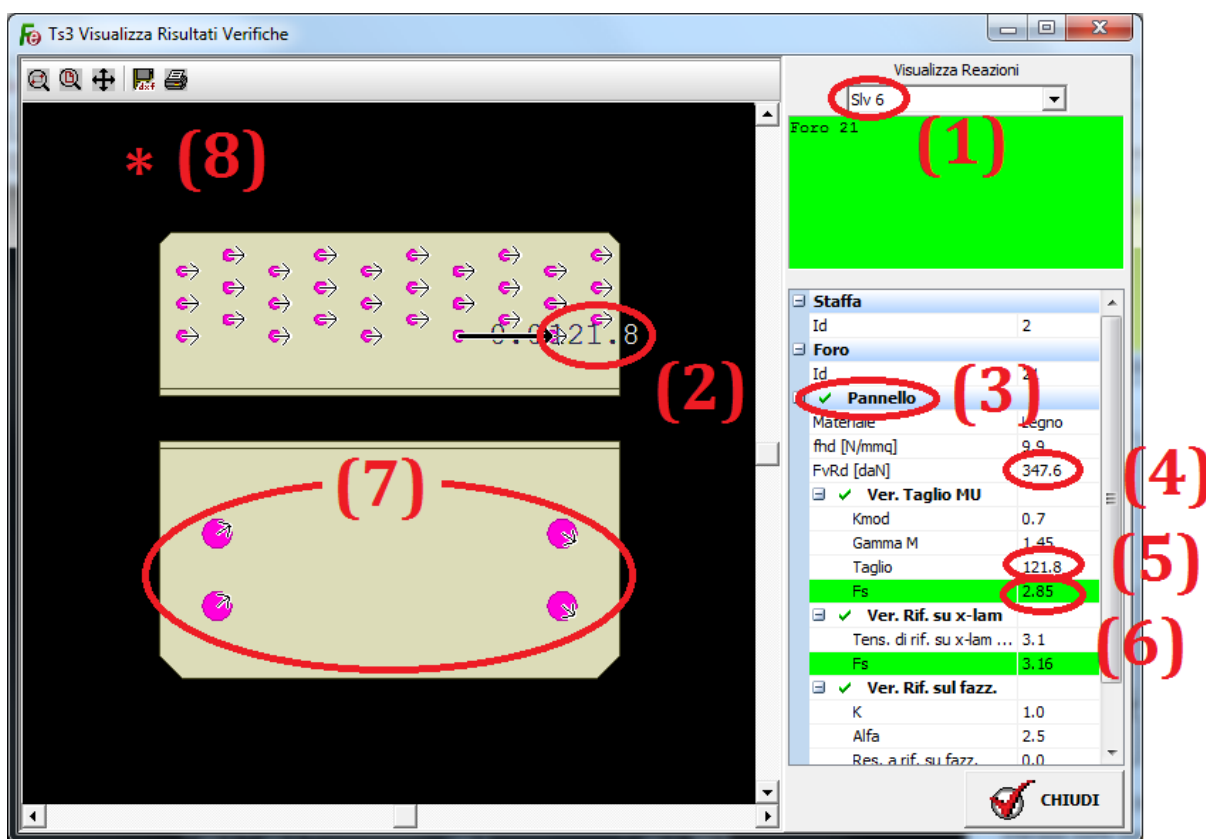 Ts3 Visualizza Risultati Verifiche
dxf
Visualizza Reazioni
Slv 6
(1)
Foro 21
* (8)
121.8
(2)
Staffa
Id 2
Foro
Id 21
Pannello
(3)
Materiale Legno
fhd [N/mmq] 9.9
FvRd [daN] 347.6
(4)
Ver. Taglio MU
Kmod 0.7
Gamma M 1.45
Taglio 121.8
(5)
Fs 2.85
Ver. Rif. su x-lam
(6)
Tens. di rif. su x-lam ... 3.1
Fs 3.16
Ver. Rif. sul fazz.
K 1.0
Alfa 2.5
Res. a rif. su fazz. 0.0
(7)
CHIUDI